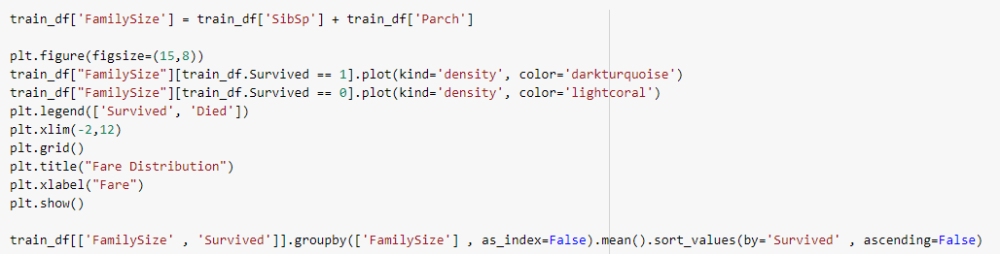 train_df['FamilySize'] = train_df['SibSp'] + train_df['Parch']
plt.figure(figsize=(15,8))
train_df["FamilySize"][train_df.Survived == 1].plot(kind='density', color='darkturquoise')
train_df["FamilySize"][train_df.Survived == 0].plot(kind='density', color='lightcoral')
plt.legend(['Survived', 'Died'])
plt.xlim(-2,12)
plt.grid()
plt.title("Fare Distribution")
plt.xlabel("Fare")
plt.show()
train_df[['FamilySize' , 'Survived']].groupby(['FamilySize'] , as_index=False).mean().sort_values(by='Survived' , ascending=False)